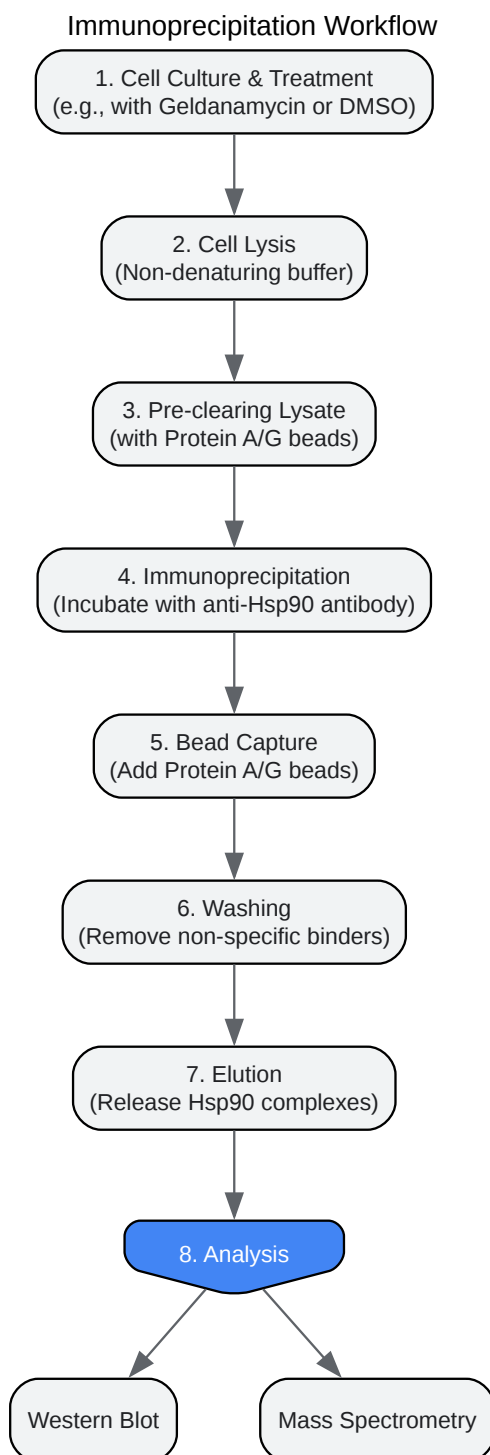 Immunoprecipitation Workflow
1. Cell Culture & Treatment
(e.g., with Geldanamycin or DMSO)
2. Cell Lysis
(Non-denaturing buffer)
3. Pre-clearing Lysate
(with Protein A/G beads)
4. Immunoprecipitation
(Incubate with anti-Hsp90 antibody)
5. Bead Capture
(Add Protein A/G beads)
6. Washing
(Remove non-specific binders)
7. Elution
(Release Hsp90 complexes)
8. Analysis
Western Blot
Mass Spectrometry